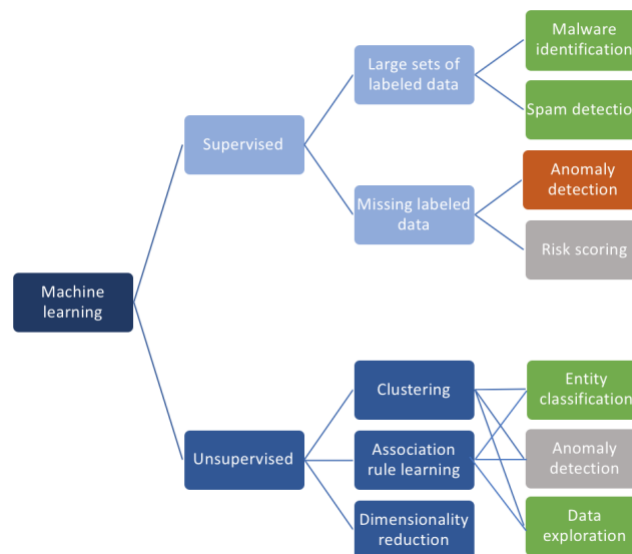 Malware
identification
Large sets of
labeled data
Spam detectio
Supervised
Anomaly
detection
Missing labeled
data
Risk scoring
Machine
learning
Clustering
Entity
classification
Unsupervised
Association
rule learning
Anomaly
detection
Dimensionality
reduction
Data
exploration